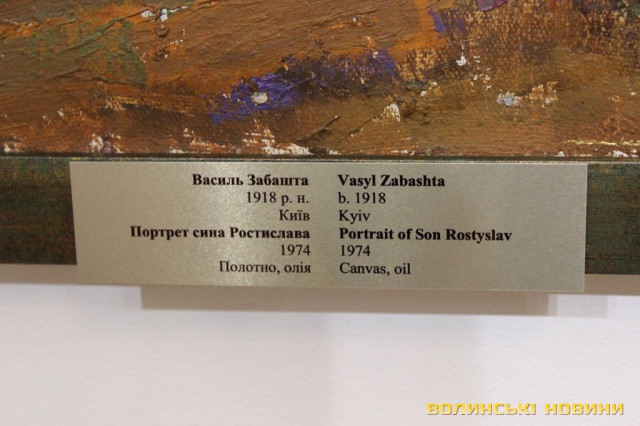 Василь Забашта
1918 р. н.
Київ
Портрет сина Ростислава
1974
Полотно, олія
Vasyl Zabashta
b. 1918
Kyiv
Portrait of Son Rostyslav
1974
Canvas, oil
ВОЛИНСЬКІ НОВИНИ